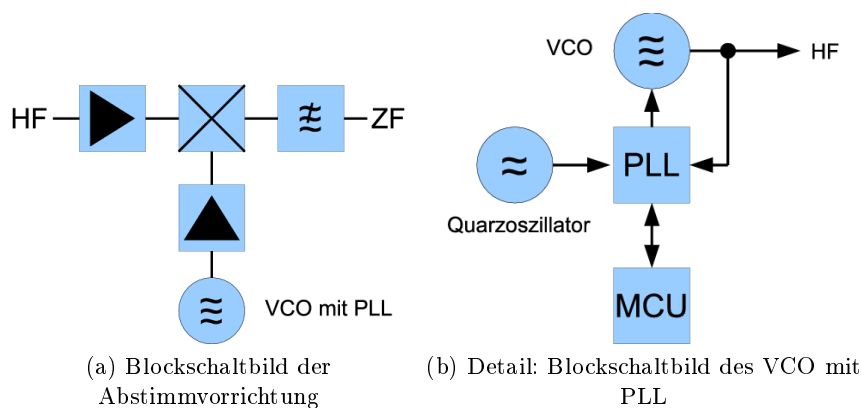 HF
ZF
VCO mit PLL
(a) Blockschaltbild der
Abstimmvorrichtung
VCO
HF
PLL
Quarzoszillator
MCU
(b) Detail: Blockschaltbild des VCO mit
PLL